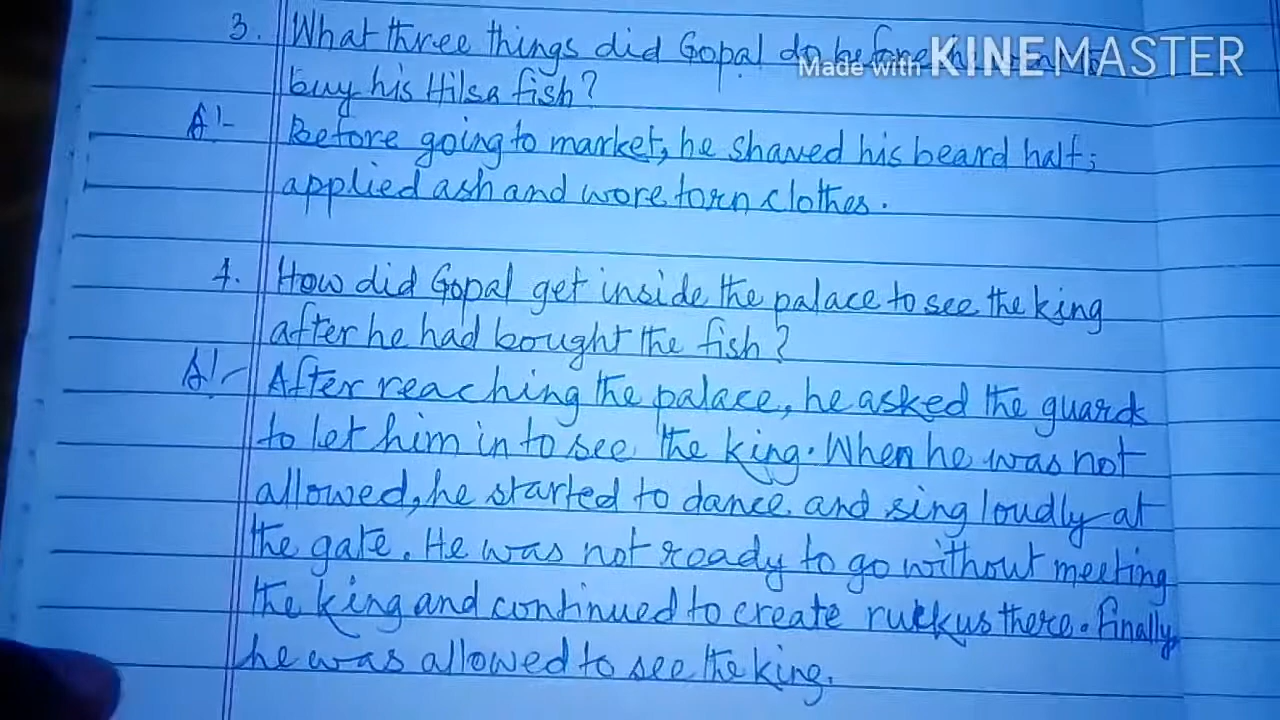 3. What three things did Gopal do before
Made with KINEMASTER
buy his Hilsa fish?
A:- Before going to market, he shaved his beard half;
applied ash and wore torn clothes.
4. How did Gopal get inside the palace to see the king
after he had bought the fish?
A:- After reaching the palace, he asked the guards
to let him in to see the king. When he was not
allowed, he started to dance and sing loudly at
the gate. He was not ready to go without meeting
the king and continued to create rukkus there. Finally
he was allowed to see the king.